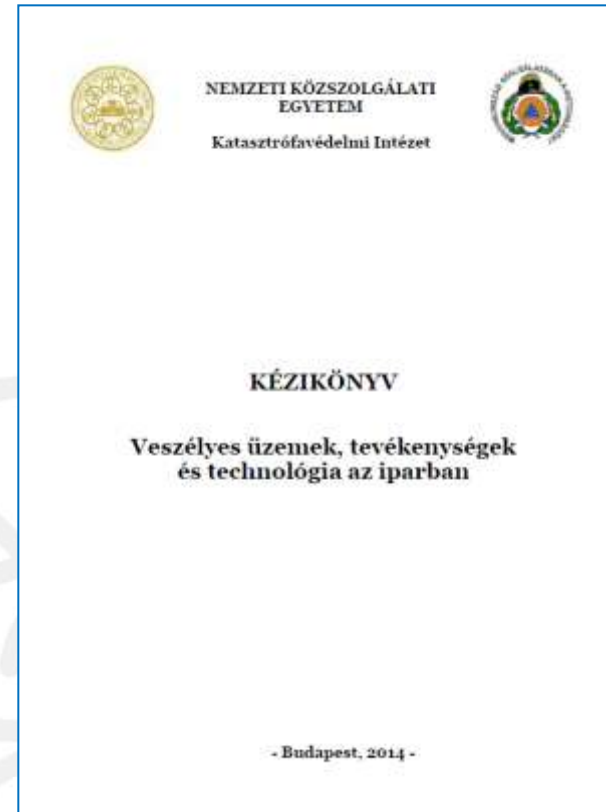 NEMZETI KÖZSZOLGÁLATI
EGYETEM
Katasztrófavédelmi Intézet
KÉZIKÖNYV
Veszélyes üzemek, tevékenységek
és technológia az iparban
- Budapest, 2014 -